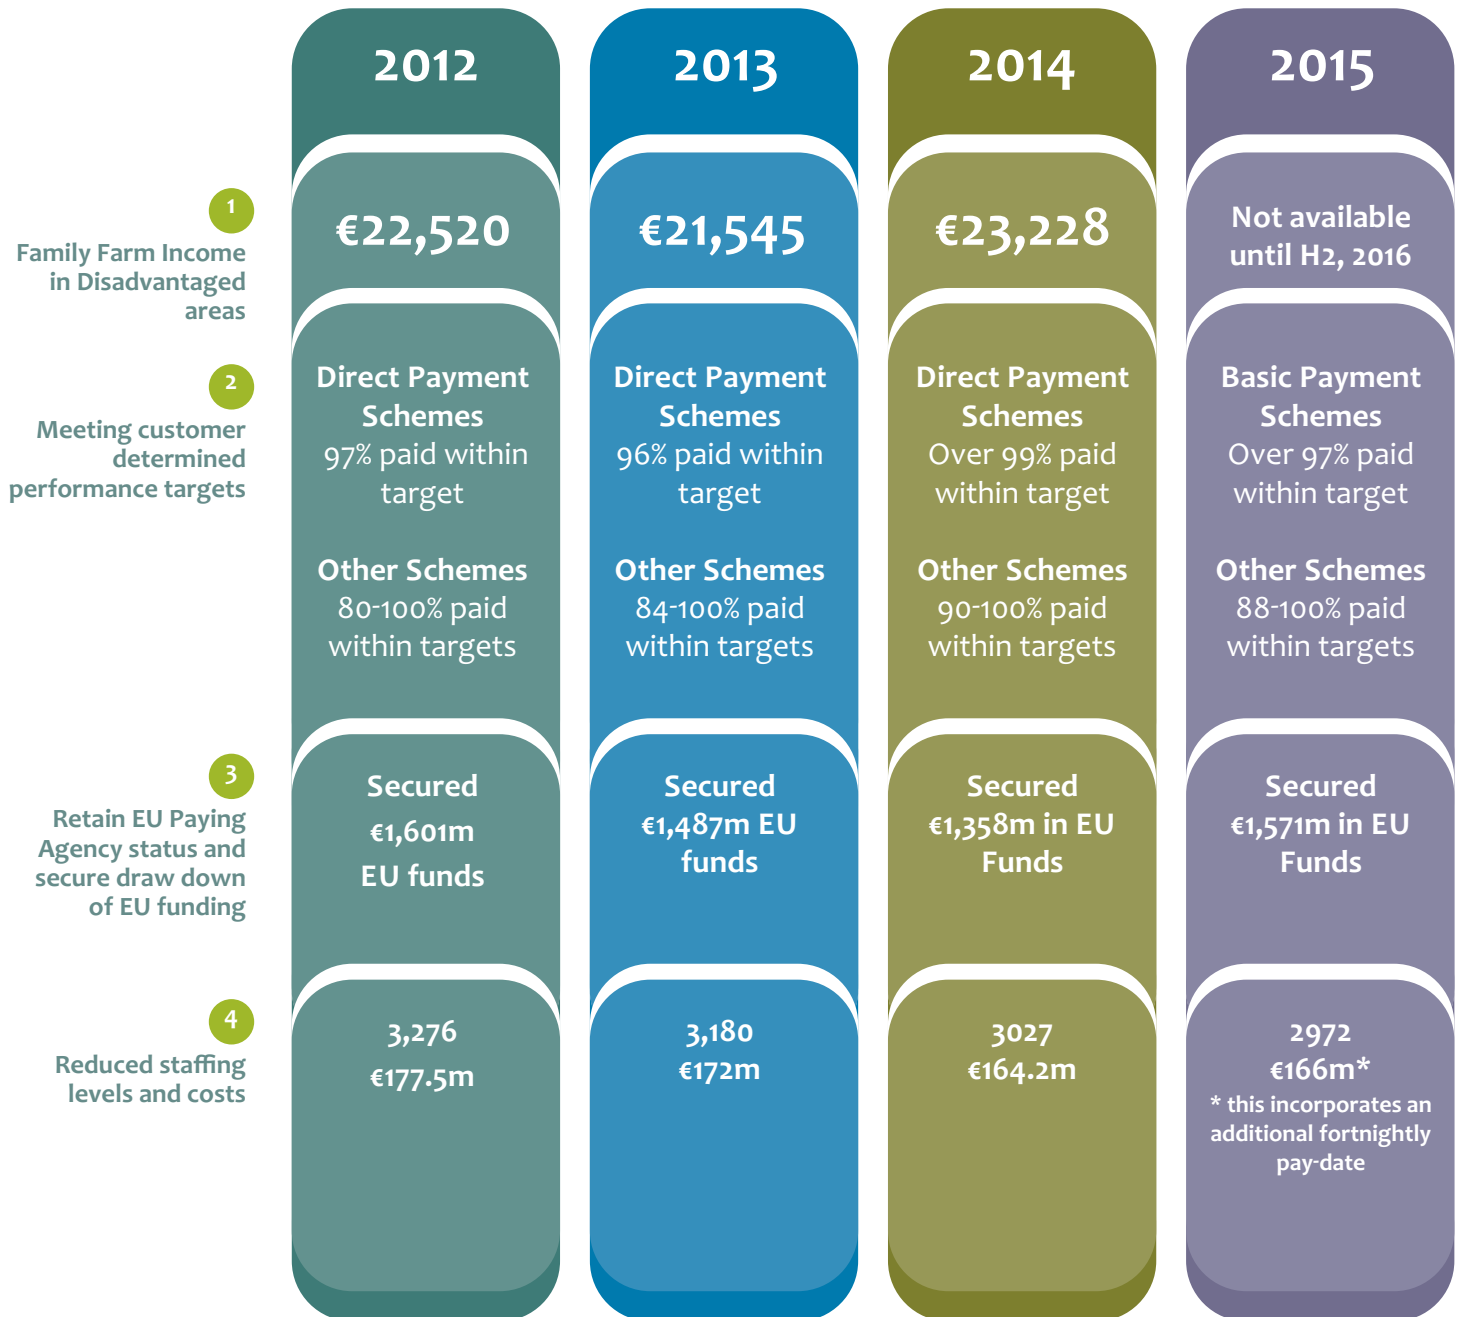 2012
2013
2014
2015
1
Family Farm Income
in Disadvantaged
areas
€22,520
€21,545
€23,228
Not available
until H2, 2016
2
Meeting customer
determined
performance targets
Direct Payment
Schemes
97% paid within
target
Other Schemes
80-100% paid
within targets
Direct Payment
Schemes
96% paid within
target
Other Schemes
84-100% paid
within targets
Direct Payment
Schemes
Over 99% paid
within target
Other Schemes
90-100% paid
within targets
Basic Payment
Schemes
Over 97% paid
within target
Other Schemes
88-100% paid
within targets
3
Retain EU Paying
Agency status and
secure draw down
of EU funding
Secured
€1,601m
EU funds
Secured
€1,487m EU
funds
Secured
€1,358m in EU
Funds
Secured
€1,571m in EU
Funds
4
Reduced staffing
levels and costs
3,276
€177.5m
3,180
€172m
3027
€164.2m
2972
€166m*
* this incorporates an
additional fortnightly
pay-date